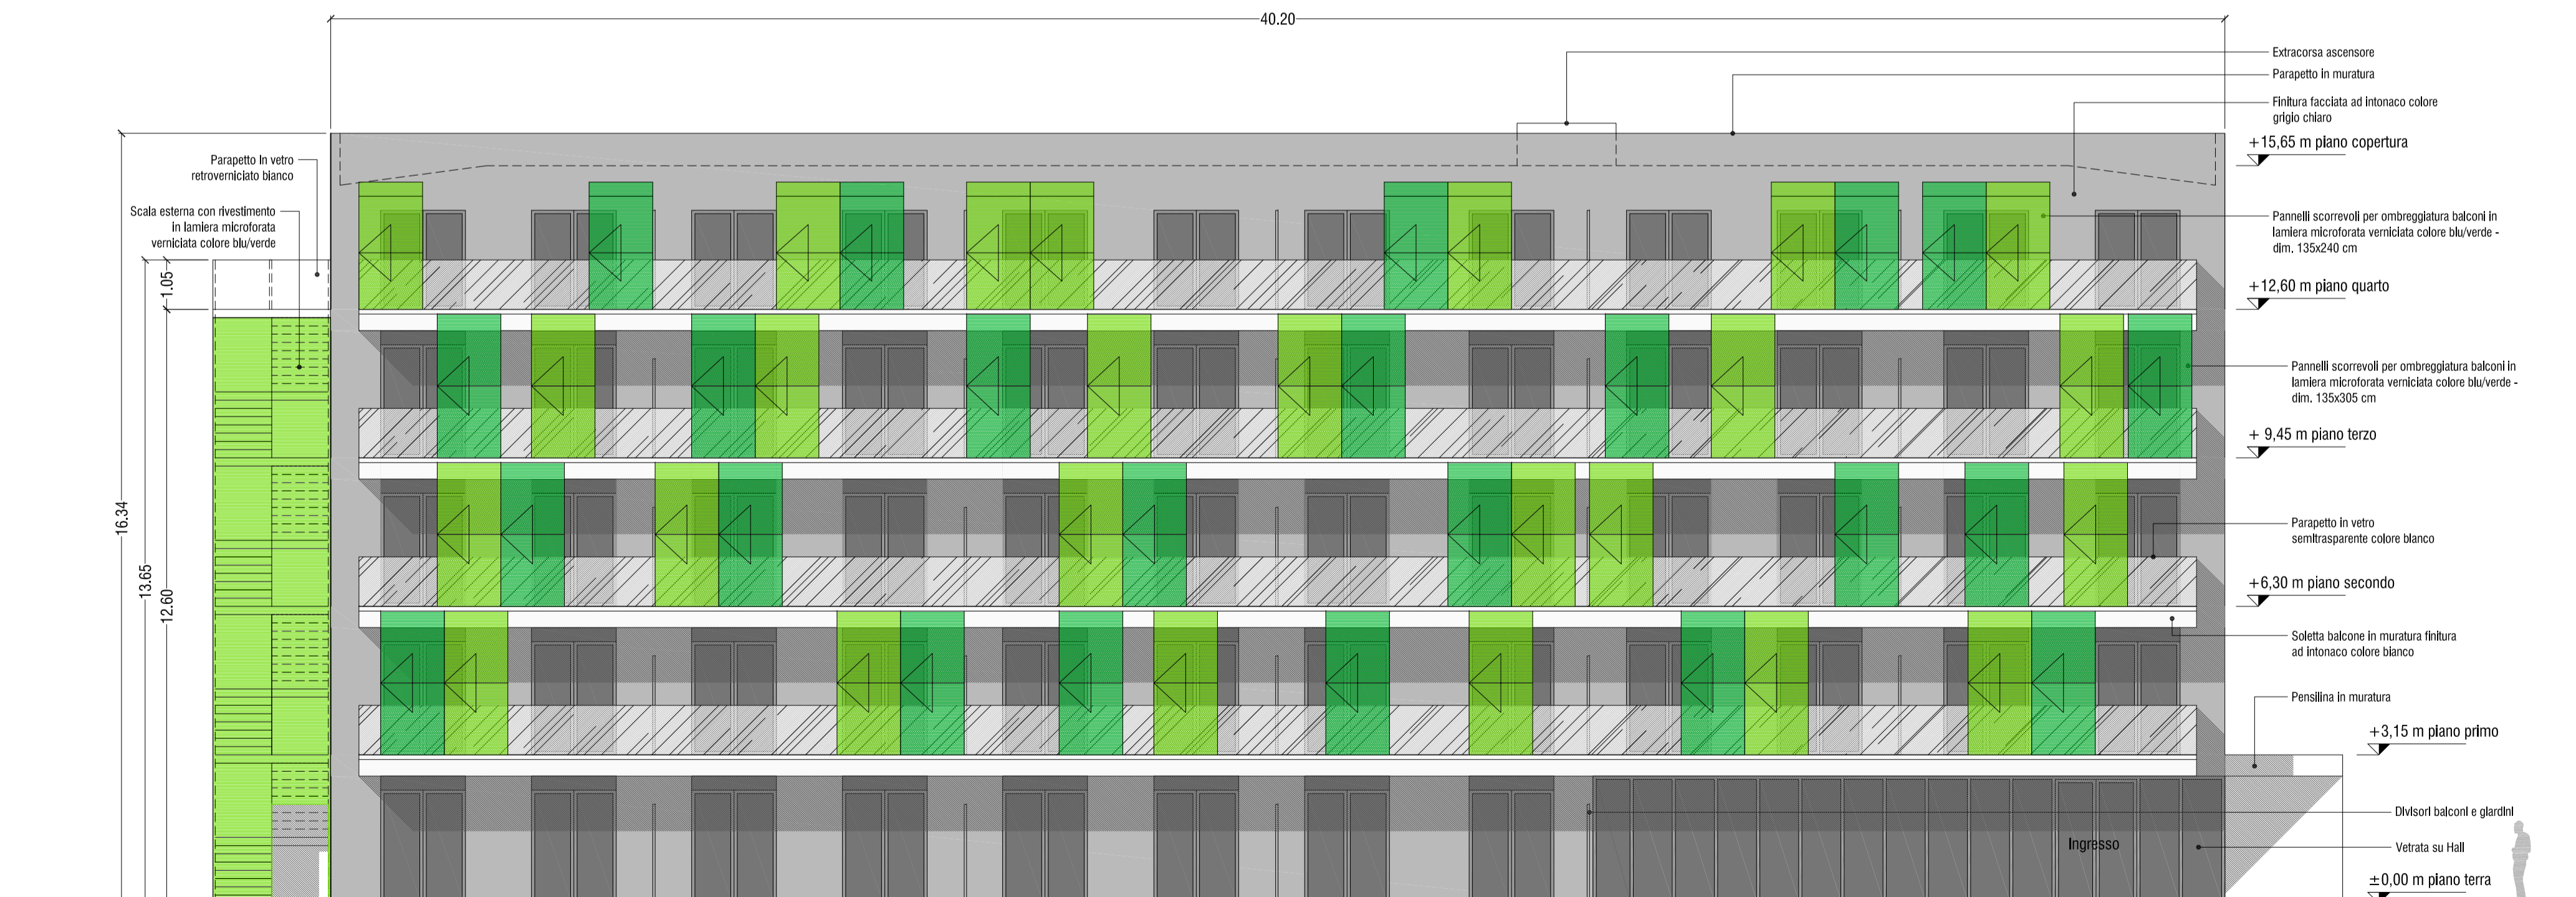 40.20
Extracorsa ascensore
Parapetto in muratura
Finitura facciata ad intonaco colore
grigio chiaro
+15,65 m piano copertura
Parapetto in vetro
retroverniciato bianco
Scala esterna con rivestimento
in lamiera microforata
verniciata colore blu/verde
Pannelli scorrevoli per ombreggiatura balconi in
lamiera microforata verniciata colore blu/verde -
dim. 135x240 cm
1.05
+12,60 m piano quarto
Pannelli scorrevoli per ombreggiatura balconi in
lamiera microforata verniciata colore blu/verde -
dim. 135x305 cm
+ 9,45 m piano terzo
16.34
13.65
12.60
Parapetto in vetro
semitrasparente colore bianco
+6,30 m piano secondo
Soletta balcone in muratura finitura
ad intonaco colore bianco
Pensilina in muratura
+3,15 m piano primo
Divisori balconi e giardini
Ingresso
Vetrata su Hall
±0,00 m piano terra